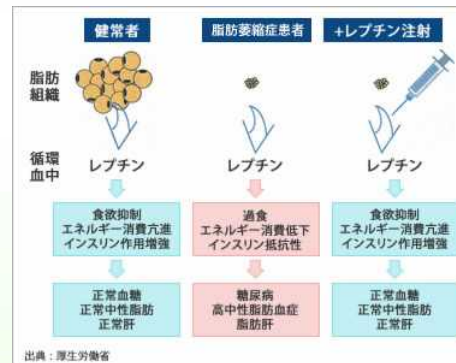 健常者
脂肪萎縮症患者
+レプチン注射
脂肪
組織
循環
血中
レプチン
レプチン
レプチン
食欲抑制
エネルギー消費亢進
インスリン作用増強
過食
エネルギー消費低下
インスリン抵抗性
食欲抑制
エネルギー消費亢進
インスリン作用増強
正常血糖
正常中性脂肪
正常肝
糖尿病
高中性脂肪血症
脂肪肝
正常血糖
正常中性脂肪
正常肝
出典：厚生労働省